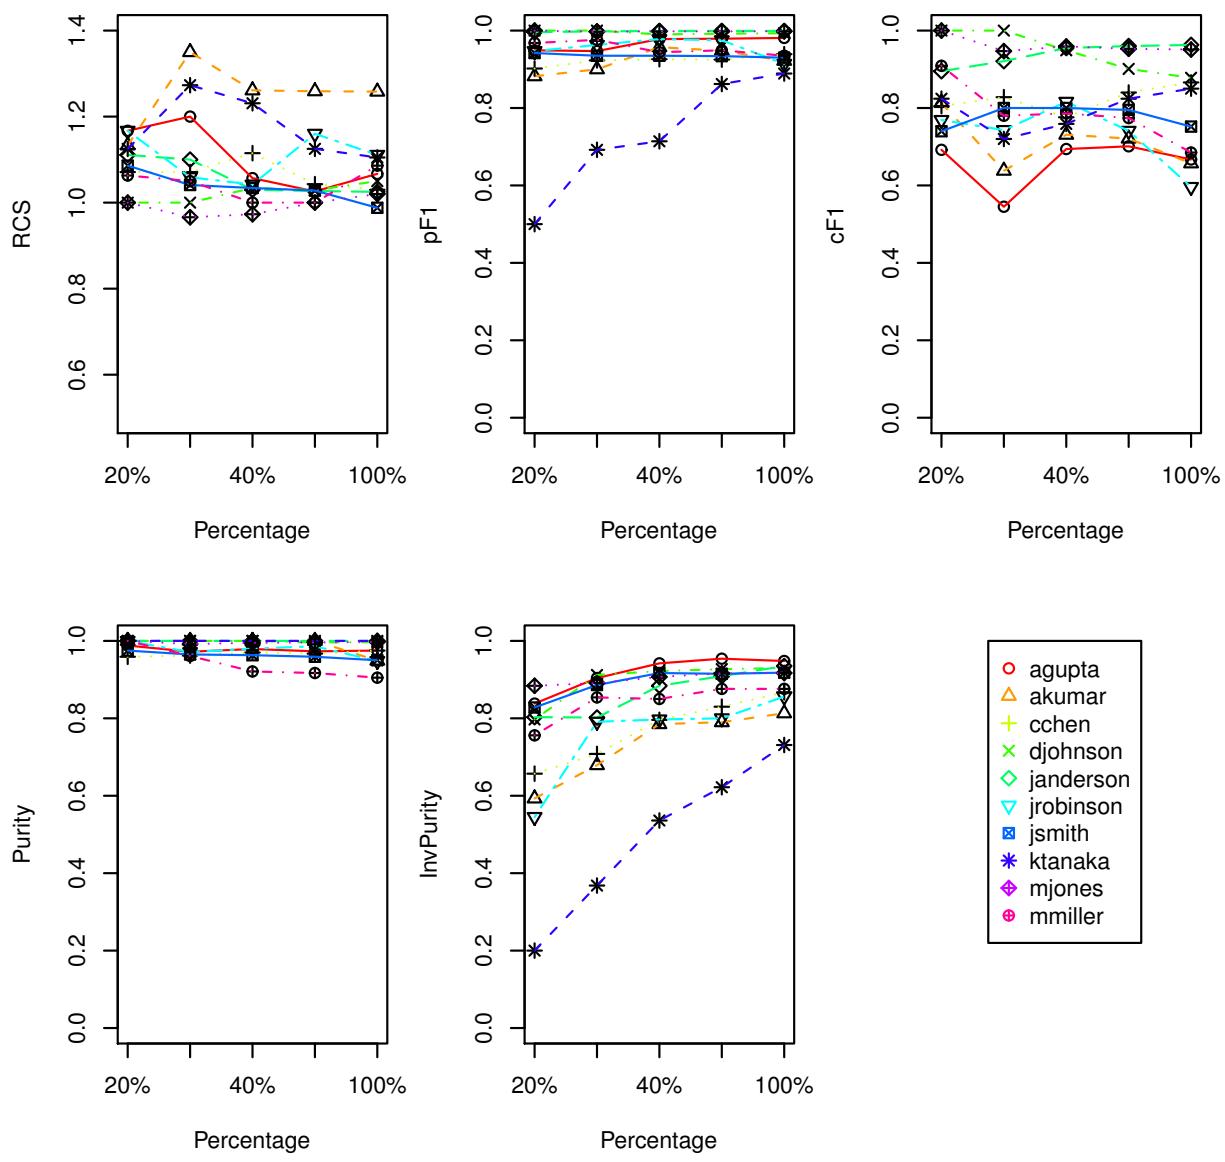 RCS
1.4
1.2
1.0
0.8
0.6
20%
40%
100%
Percentage
pF1
1.0
0.8
0.6
0.4
0.2
0.0
20%
40%
100%
Percentage
cF1
1.0
0.8
0.6
0.4
0.2
0.0
20%
40%
100%
Percentage
Purity
1.0
0.8
0.6
0.4
0.2
0.0
20%
40%
100%
Percentage
InvPurity
1.0
0.8
0.6
0.4
0.2
0.0
20%
40%
100%
Percentage
agupta
akumar
cchen
djohnson
janderson
jrobinson
jsmith
ktanaka
mjones
mmiller